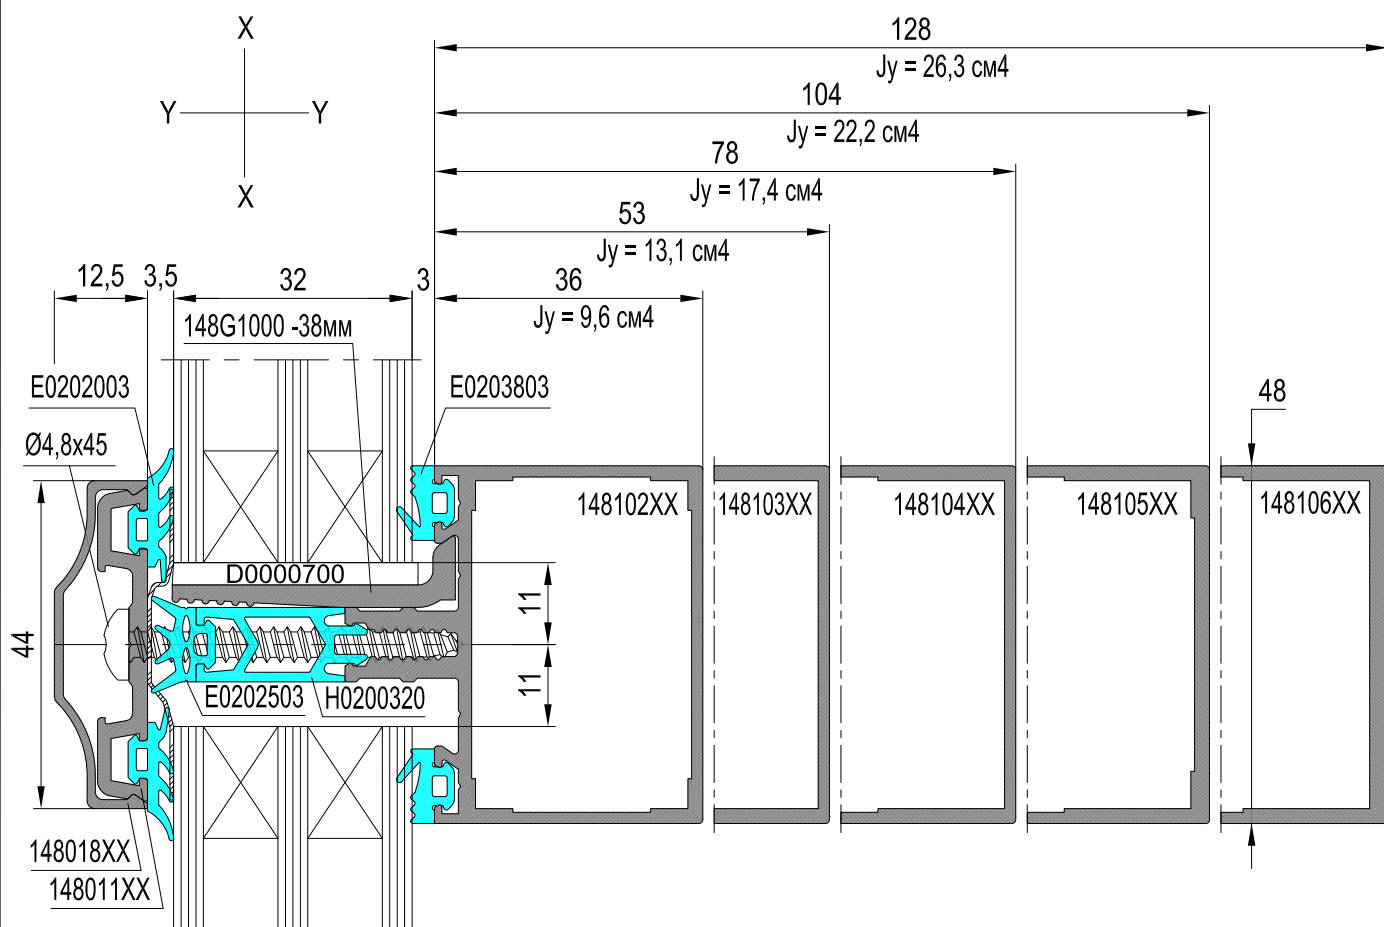 X
128
Jy = 26,3 см4
Y
Y
104
Jy = 22,2 см4
78
Jy = 17,4 см4
X
53
Jy = 13,1 см4
12,5
3,5
32
3
36
Jy = 9,6 см4
148G1000 -38мм
E0202003
E0203803
48
Ø4,8x45
148102XX
148103XX
148104XX
148105XX
148106XX
D0000700
11
44
11
E0202503
H0200320
148018XX
148011XX